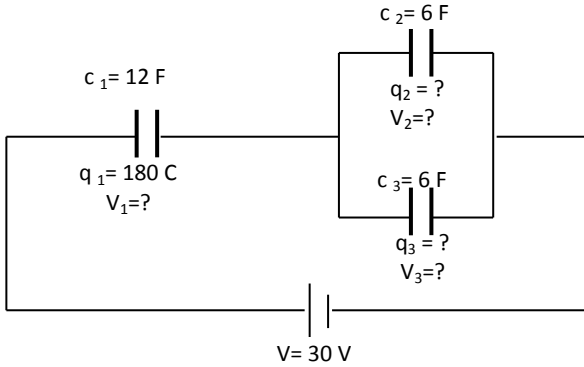 c ₂= 6 F
c ₁= 12 F
q₂ = ?
V₂=?
q ₁= 180 C
V₁=?
c ₃= 6 F
q₃ = ?
V₃=?
V= 30 V